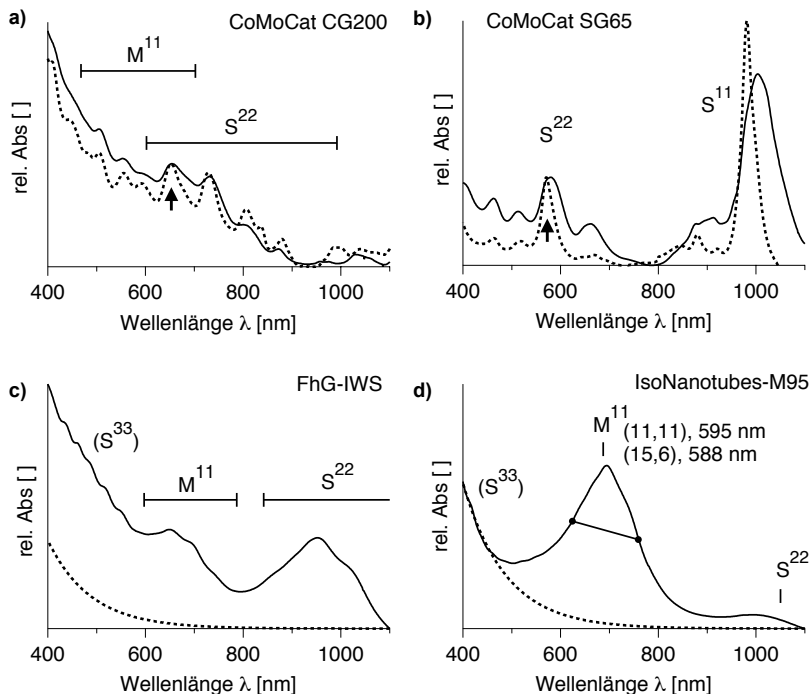 a) CoMoCat CG200
M¹¹
S²²
rel. Abs [ ]
400 600 800 1000
Wellenlänge λ [nm]
b) CoMoCat SG65
S¹¹
S²²
rel. Abs [ ]
400 600 800 1000
Wellenlänge λ [nm]
c) FhG-IWS
(S³³)
M¹¹
S²²
rel. Abs [ ]
400 600 800 1000
Wellenlänge λ [nm]
d) IsoNanotubes-M95
M¹¹
(11,11), 595 nm
(15,6), 588 nm
(S³³)
S²²
rel. Abs [ ]
400 600 800 1000
Wellenlänge λ [nm]